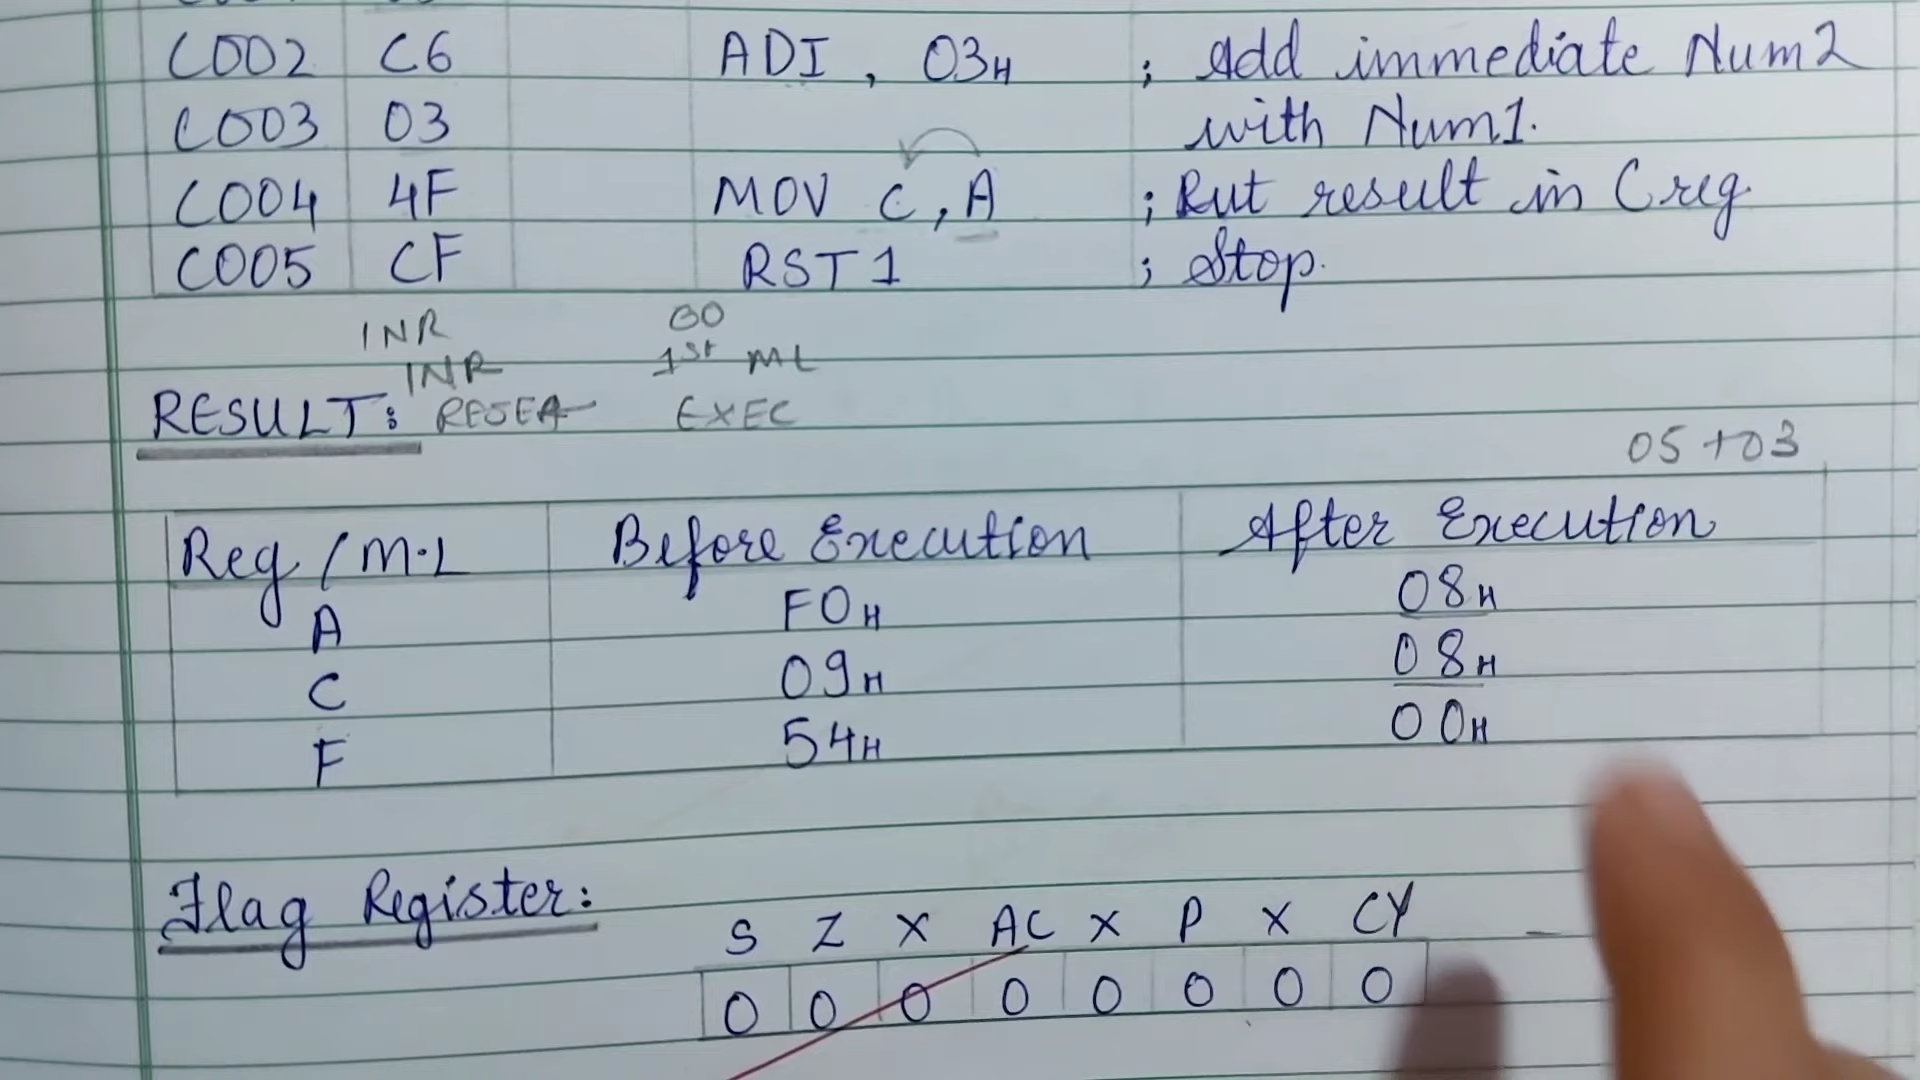 C002 C6 ADI , 03H ; Add immediate Num2
C003 03 with Num1.
C004 4F MOV C, A ; Put result in C reg.
C005 CF RST 1 ; Stop.
INR GO
INR 1st ML
RESULT: EXEC
05+03
Reg / M.L Before Execution After Execution
A F0H 08H
C 09H 08H
F 54H 00H
Flag Register:
S Z X AC X P X CY
0 0 0 0 0 0 0 0